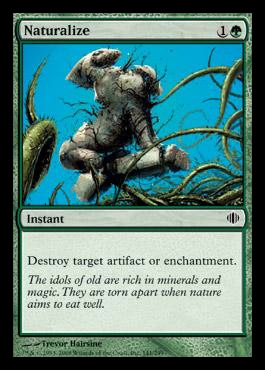 Naturalize 1
Instant
Destroy target artifact or enchantment.
The idols of old are rich in minerals and
magic. They are torn apart when nature
aims to eat well.
Trevor Hairsine